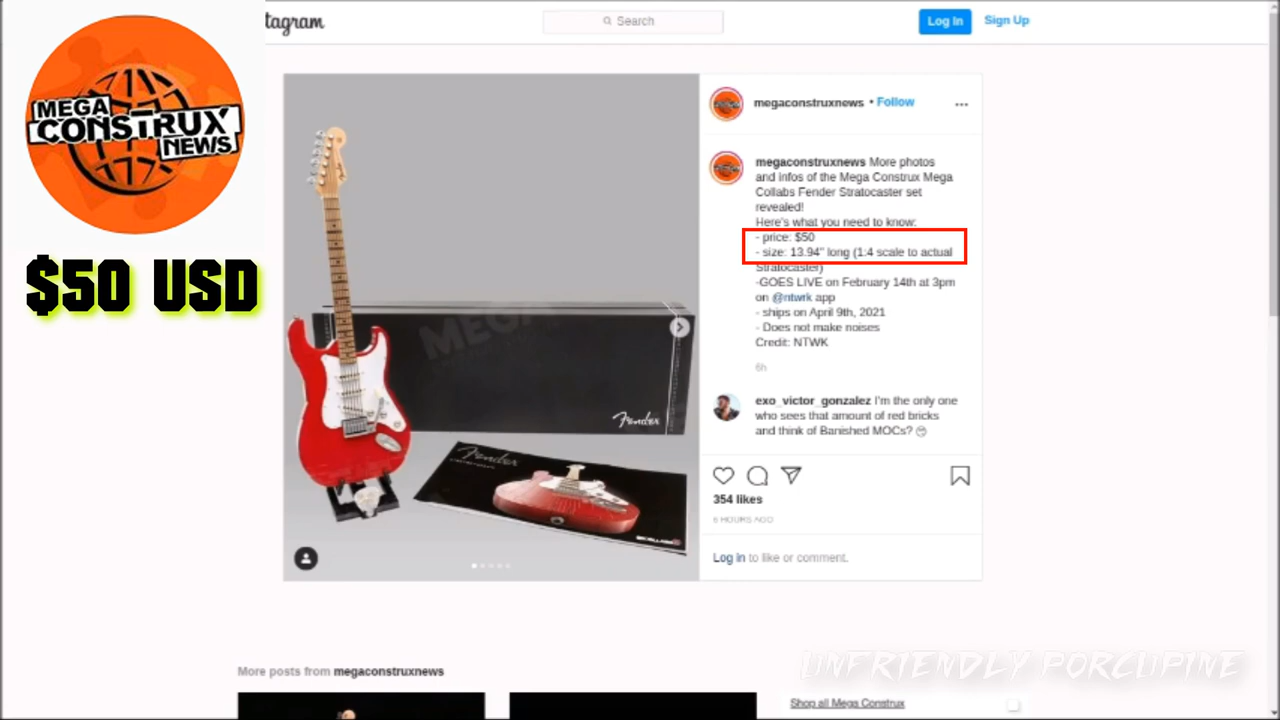 MEGA
CONSTRUX
NEWS
$50 USD
tagram
Search
Log In
Sign Up
MEGA
Fender
Fender
megaconstruxnews • Follow
megaconstruxnews More photos
and infos of the Mega Construx Mega
Collabs Fender Stratocaster set
revealed!
Here's what you need to know:
- price: $50
- size: 13.94" long (1:4 scale to actual
Stratocaster)
-GOES LIVE on February 14th at 3pm
on @ntwrk app
- ships on April 9th, 2021
- Does not make noises
Credit: NTWK
6h
exo_victor_gonzalez I'm the only one
who sees that amount of red bricks
and think of Banished MOCs? 
354 likes
6 HOURS AGO
Log in to like or comment.
More posts from megaconstruxnews
Shop all Mega Construx
UNFRIENDLY PORCUPINE